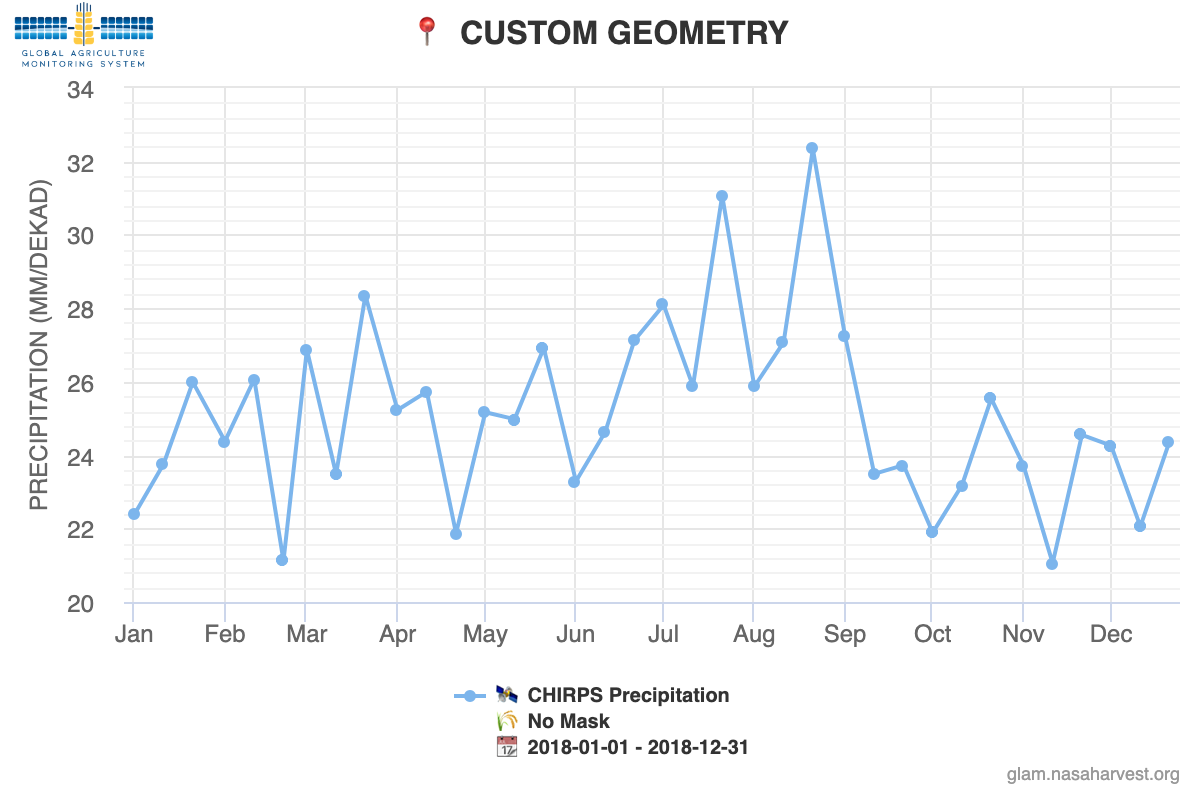 GLOBAL AGRICULTURE
MONITORING SYSTEM
CUSTOM GEOMETRY
PRECIPITATION (MM/DEKAD)
34
32
30
28
26
24
22
20
Jan Feb Mar Apr May Jun Jul Aug Sep Oct Nov Dec
CHIRPS Precipitation
No Mask
17
2018-01-01 - 2018-12-31
glam.nasaharvest.org